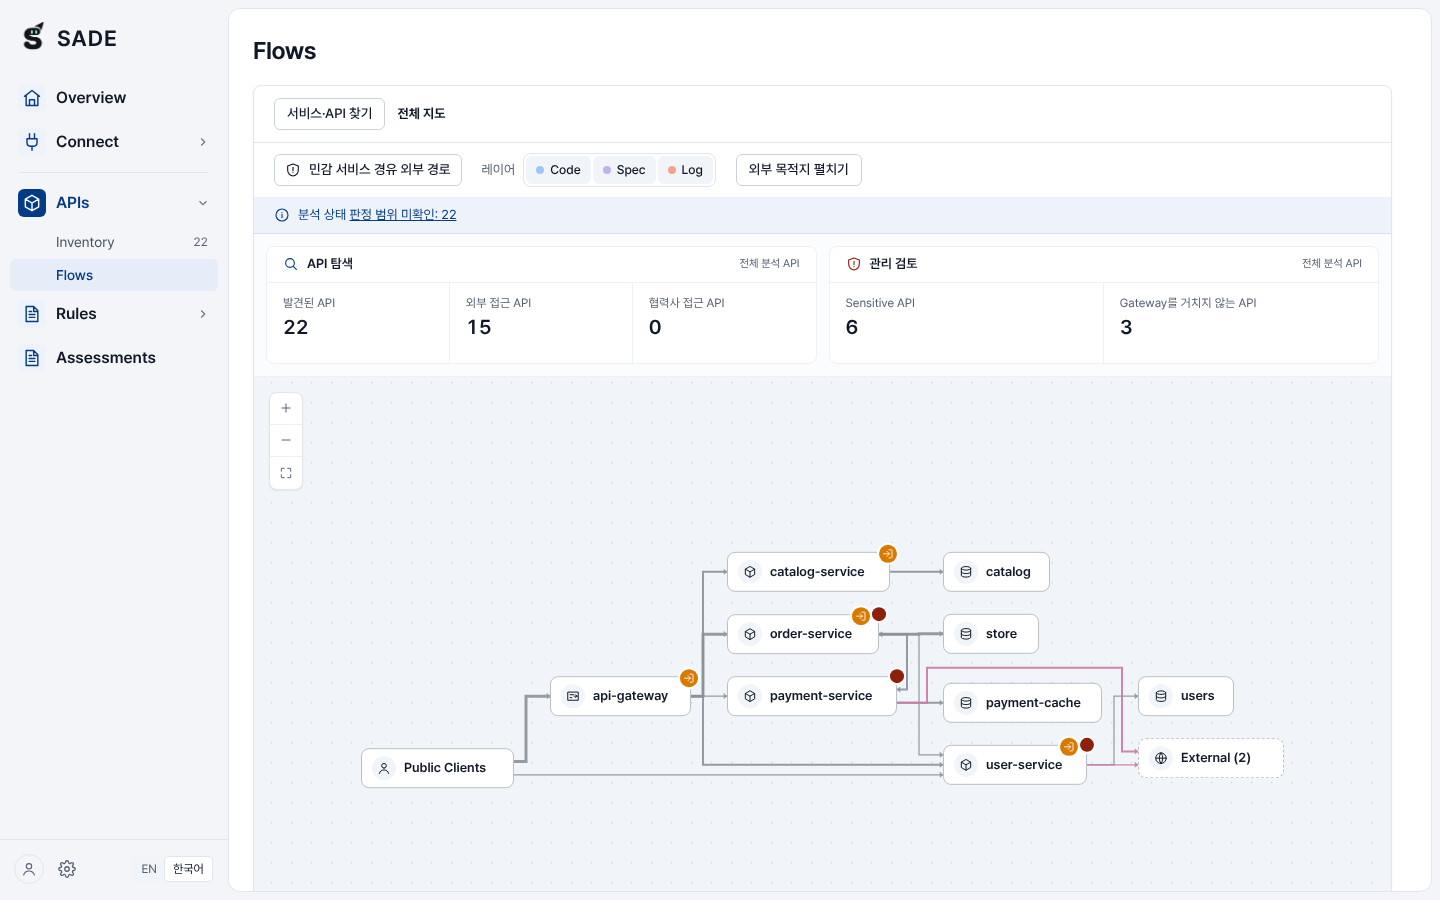 SADE
Overview
Connect
APIs
Inventory 22
Flows
Rules
Assessments
EN 한국어
Flows
서비스·API 찾기 전체 지도
민감 서비스 경유 외부 경로 레이어 Code Spec Log 외부 목적지 펼치기
분석 상태 판정 범위 미확인: 22
API 탐색 전체 분석 API
발견된 API 외부 접근 API 협력사 접근 API
22 15 0
관리 검토 전체 분석 API
Sensitive API Gateway를 거치지 않는 API
6 3
catalog-service catalog
order-service store
api-gateway payment-service payment-cache users
Public Clients user-service External (2)